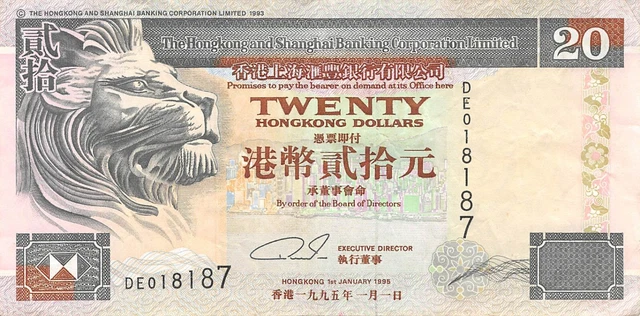 © THE HONGKONG AND SHANGHAI BANKING CORPORATION LIMITED 1993
貳拾
The Hongkong and Shanghai Banking Corporation Limited
20
香港上海滙豐銀行有限公司
Promises to pay the bearer on demand at its Office here
TWENTY
HONGKONG DOLLARS
憑票即付
港幣貳拾元
承董事會命
By order of the Board of Directors
DE018187
EXECUTIVE DIRECTOR
執行董事
DE018187
HONGKONG 1st JANUARY 1995
香港一九九五年一月一日